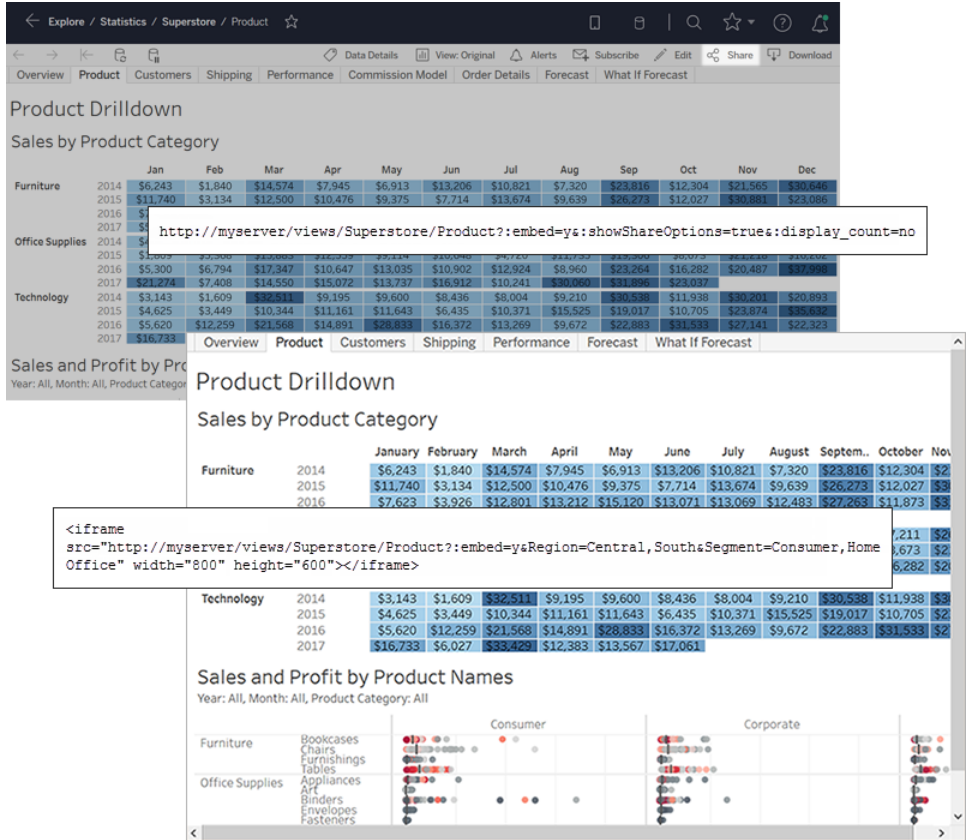 Explore / Statistics / Superstore / Product
Data Details View: Original Alerts Subscribe Edit Share Download
Overview Product Customers Shipping Performance Commission Model Order Details Forecast What If Forecast
Product Drilldown
Sales by Product Category
Jan Feb Mar Apr May Jun Jul Aug Sep Oct Nov Dec
Furniture 2014 $6,243 $1,840 $14,574 $7,945 $6,913 $13,206 $10,821 $7,320 $23,816 $12,304 $21,565 $30,646
2015 $11,740 $3,134 $12,500 $10,476 $9,375 $7,714 $13,674 $9,639 $26,273 $12,027 $30,881 $23,086
2016
2017
http://myserver/views/Superstore/Product?:embed=y&:showShareOptions=true&:display_count=no
Office Supplies 2014
2015
2016 $5,300 $6,794 $17,347 $10,647 $13,035 $10,902 $12,924 $8,960 $23,264 $16,282 $20,487 $37,998
2017 $21,274 $7,408 $14,550 $15,072 $13,737 $16,912 $10,241 $30,060 $31,896 $23,037
Technology 2014 $3,143 $1,609 $32,511 $9,195 $9,600 $8,436 $8,004 $9,210 $30,538 $11,938 $30,201 $20,893
2015 $4,625 $3,449 $10,344 $11,161 $11,643 $6,435 $10,371 $15,525 $19,017 $10,705 $23,874 $35,632
2016 $5,620 $12,259 $21,568 $14,891 $28,833 $16,372 $13,269 $9,672 $22,883 $31,533 $27,141 $22,323
2017 $16,733
Sales and Profit by
Year: All, Month: All, Product
Overview Product Customers Shipping Performance Forecast What If Forecast
Product Drilldown
Sales by Product Category
January February March April May June July August Septem.. October
Furniture 2014 $6,243 $1,840 $14,574 $7,945 $6,913 $13,206 $10,821 $7,320 $23,816 $12,304
2015 $11,740 $3,134 $12,500 $10,476 $9,375 $7,714 $13,674 $9,639 $26,273 $12,027
2016 $7,623 $3,926 $12,801 $13,212 $15,120 $13,071 $13,069 $12,483 $27,263 $11,873
<iframe
src="http://myserver/views/Superstore/Product?:embed=y&Region=Central,South&Segment=Consumer,Home
Office" width="800" height="600"></iframe>
Technology 2014 $3,143 $1,609 $32,511 $9,195 $9,600 $8,436 $8,004 $9,210 $30,538 $11,938
2015 $4,625 $3,449 $10,344 $11,161 $11,643 $6,435 $10,371 $15,525 $19,017 $10,705
2016 $5,620 $12,259 $21,568 $14,891 $28,833 $16,372 $13,269 $9,672 $22,883 $31,533
2017 $16,733 $6,027 $33,429 $12,383 $13,567 $17,061
Sales and Profit by Product Names
Year: All, Month: All, Product Category: All
Consumer Corporate
Furniture Bookcases
Chairs
Furnishings
Tables
Office Supplies Appliances
Art
Binders
Envelopes
Fasteners